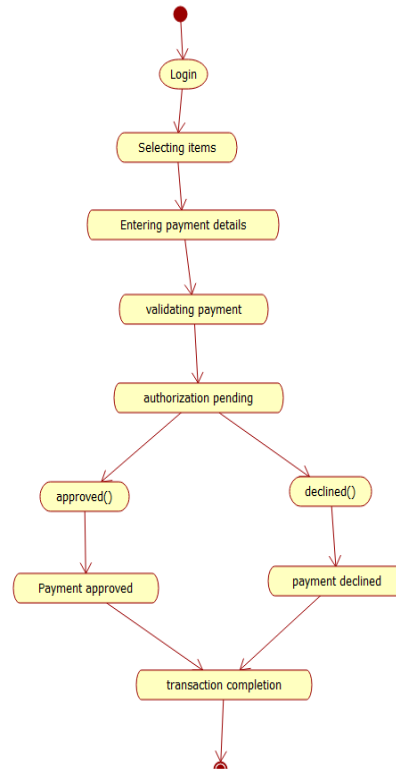 Login
Selecting items
Entering payment details
validating payment
authorization pending
approved()
declined()
Payment approved
payment declined
transaction completion